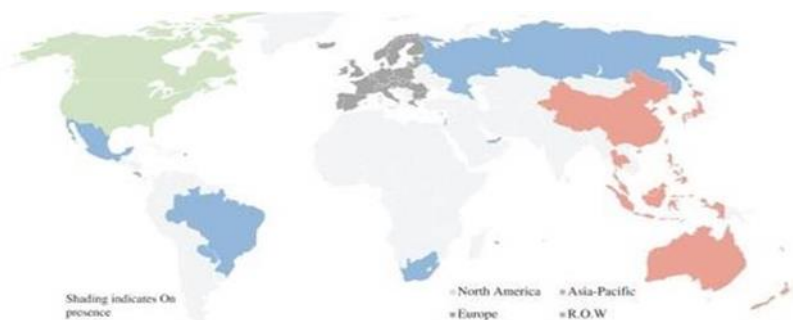 Shading indicates On
presence
North America
Asia-Pacific
Europe
R.O.W